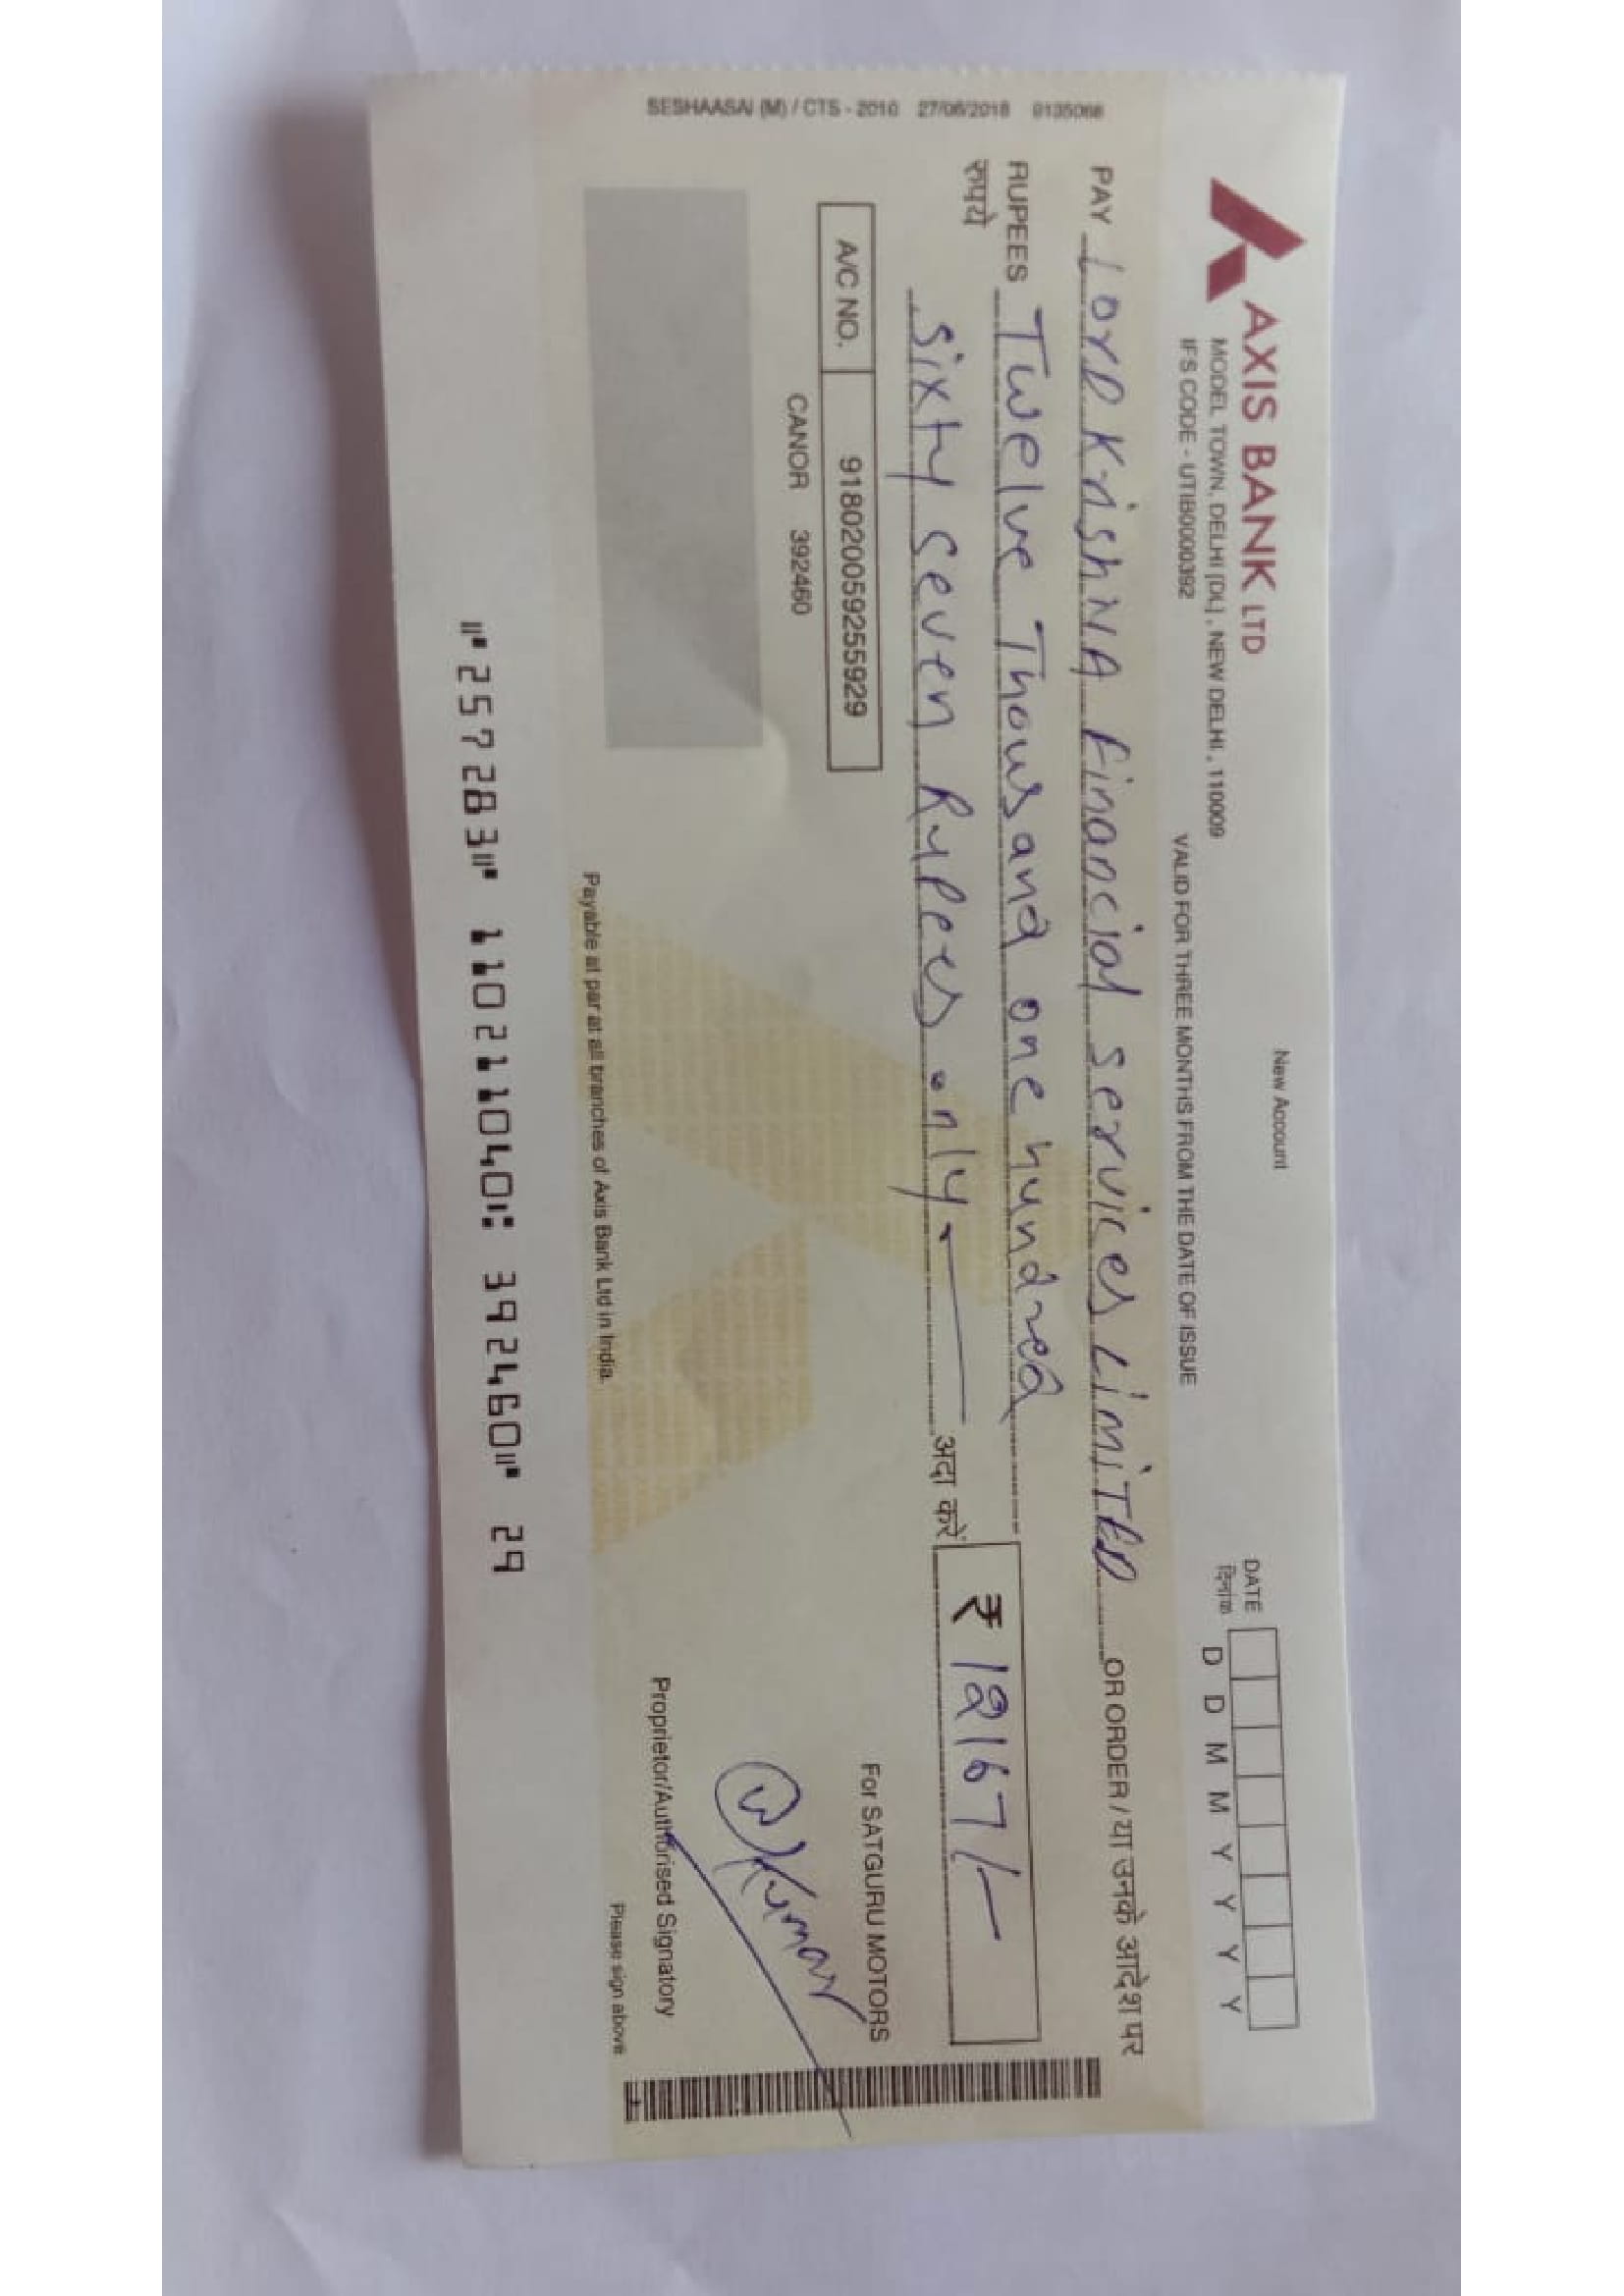 SESHAASAI (M) / CTS - 2010 27/06/2018 9135066
AXIS BANK LTD
MODEL TOWN, DELHI [DL], NEW DELHI, 110009
IFS CODE - UTIB0000392
New Account
VALID FOR THREE MONTHS FROM THE DATE OF ISSUE
DATE
दिनांक
D D M M Y Y Y Y
PAY LorD KrishNA Financial services LimiTED OR ORDER / या उनके आदेश पर
RUPEES Twelve Thousand one hundred
रुपये sixty seven Rupees only अदा करें
₹ 12167/-
A/C NO. 918020059255929
CANOR 392460
For SATGURU MOTORS
Kumar
Proprietor/Authorised Signatory
Please sign above
Payable at par at all branches of Axis Bank Ltd in India.
⑈257283⑈ 110211040⑆ 392460⑈ 29